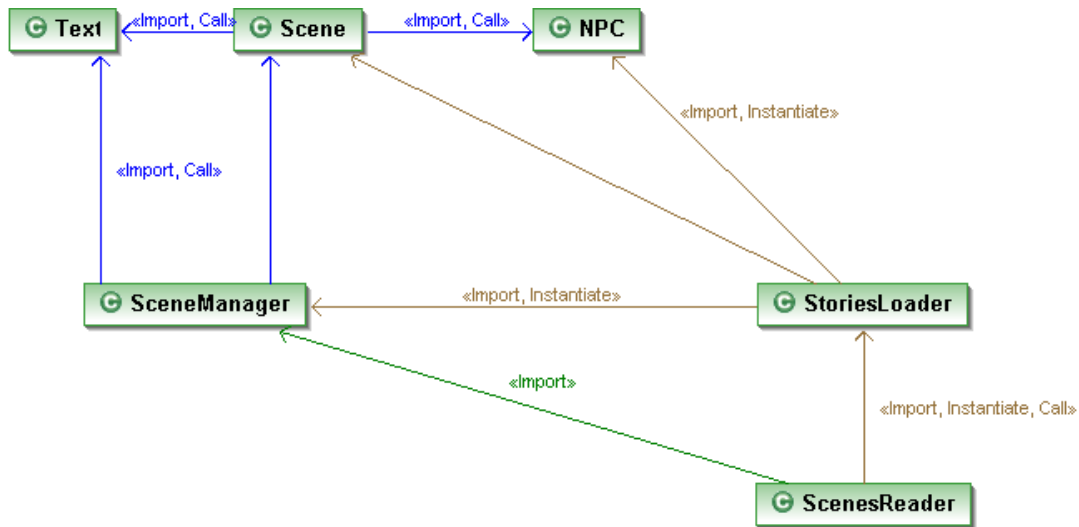 «Import, Call»
«Import, Call»
C Text
C Scene
C NPC
«Import, Instantiate»
«Import, Call»
C SceneManager
«Import, Instantiate»
C StoriesLoader
«Import»
«Import, Instantiate, Call»
C ScenesReader